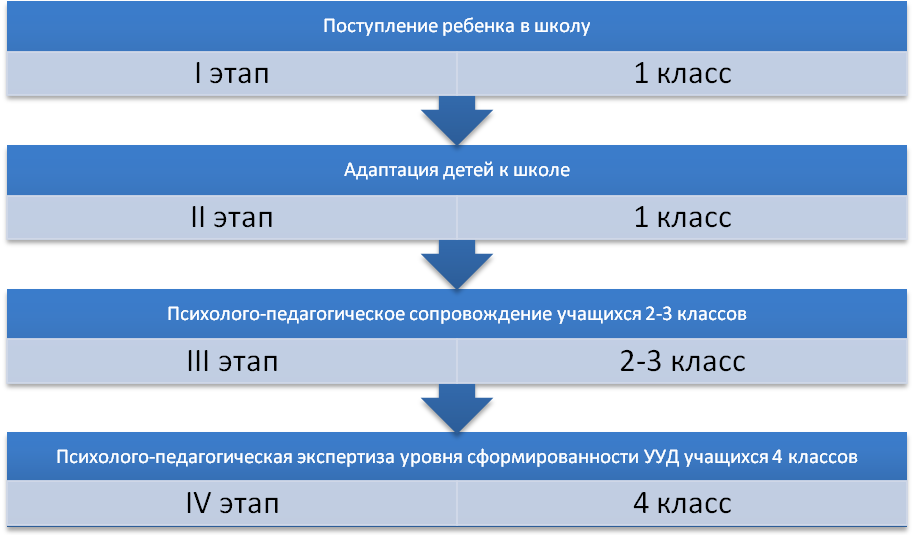 Поступление ребенка в школу
I этап 1 класс
Адаптация детей к школе
II этап 1 класс
Психолого-педагогическое сопровождение учащихся 2-3 классов
III этап 2-3 класс
Психолого-педагогическая экспертиза уровня сформированности УУД учащихся 4 классов
IV этап 4 класс